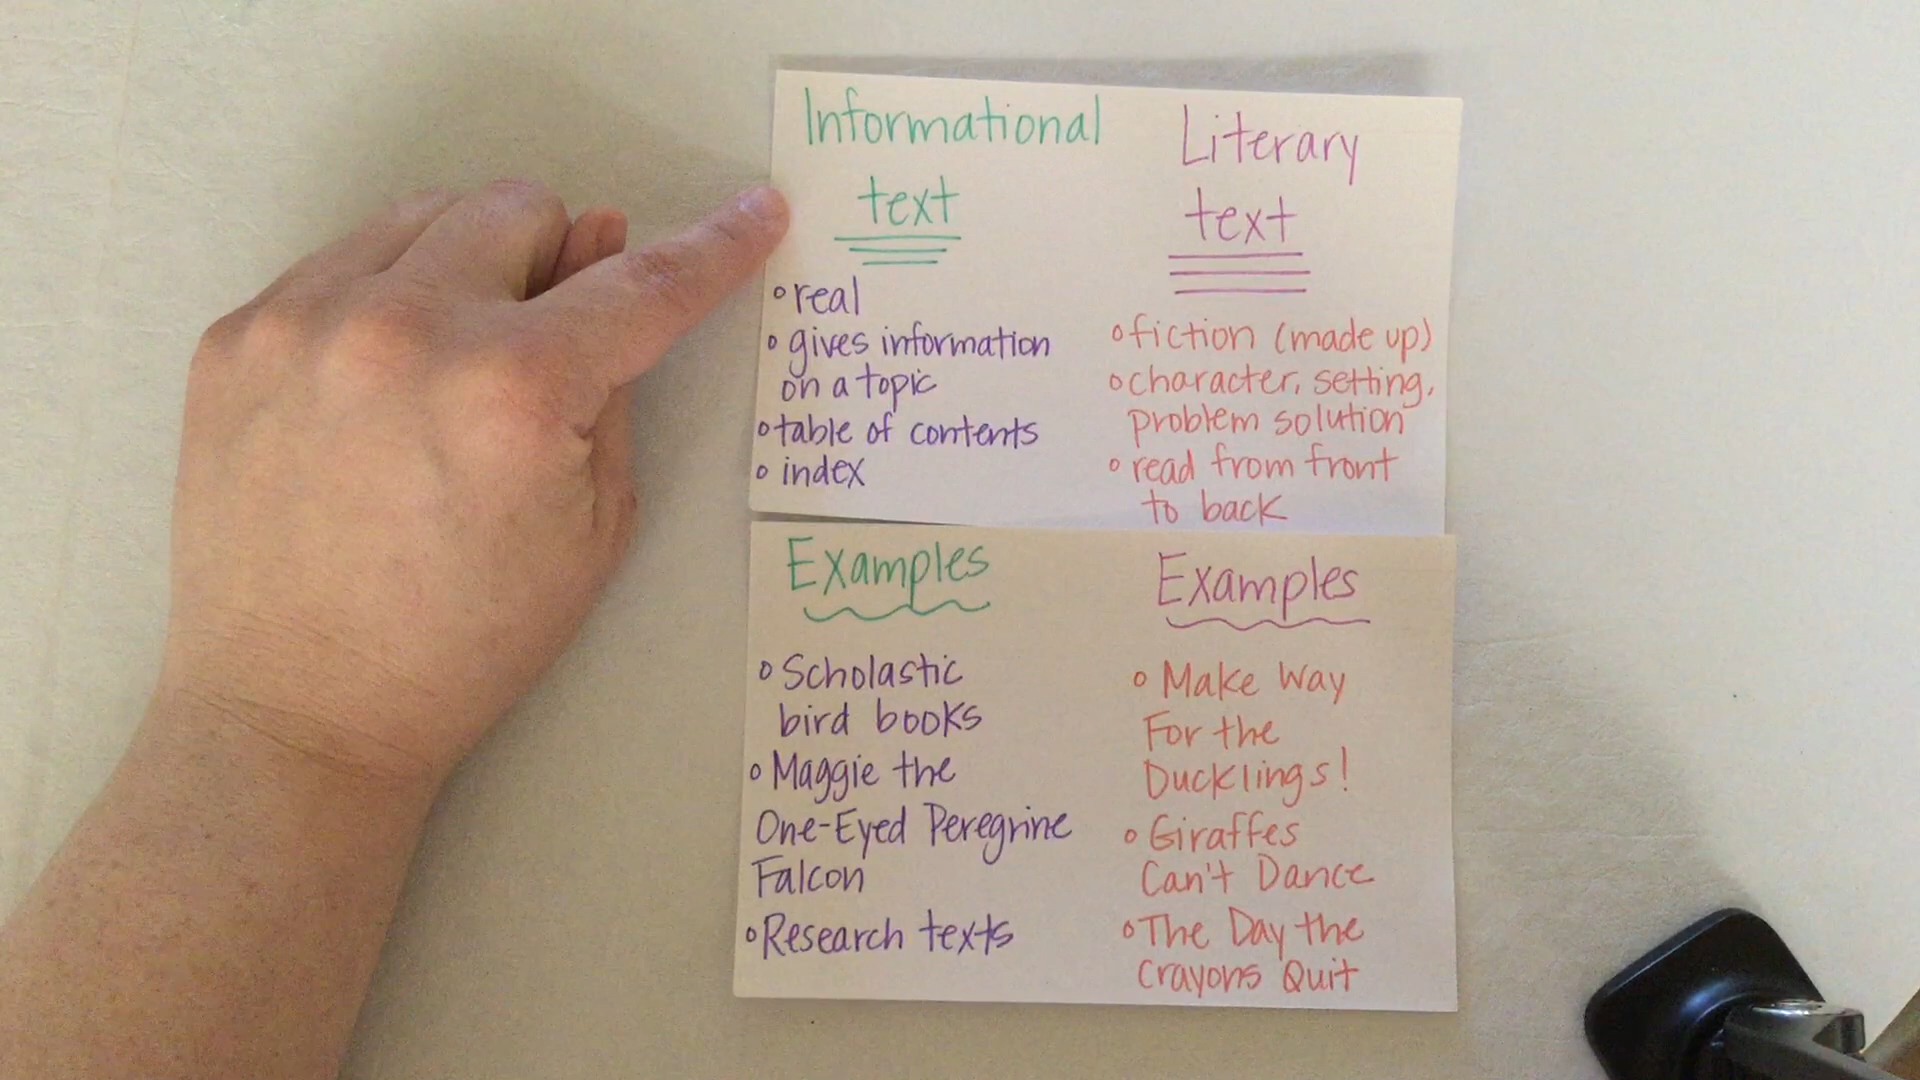 Informational
text
• real
• gives information
on a topic
• table of contents
• index
Literary
text
• fiction (made up)
• character, setting,
problem solution
• read from front
to back
Examples
• Scholastic
bird books
• Maggie the
One-Eyed Peregrine
Falcon
• Research texts
Examples
• Make Way
For the
Ducklings!
• Giraffes
Can't Dance
• The Day the
Crayons Quit